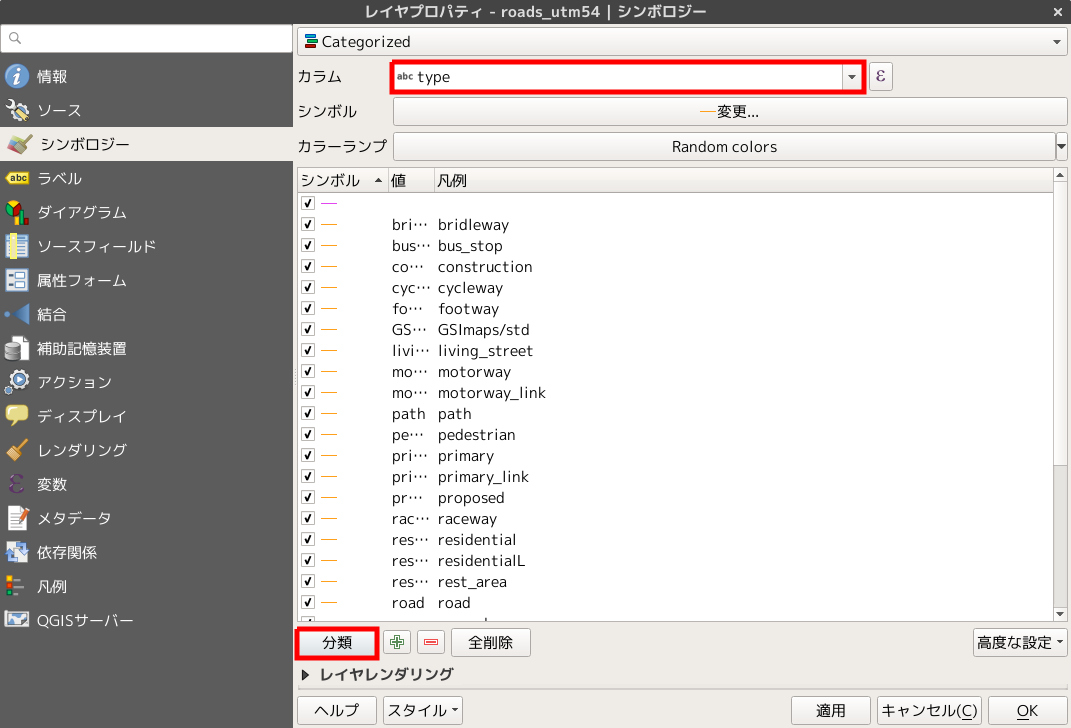 レイヤプロパティ - roads_utm54 | シンボロジー
情報
ソース
シンボロジー
abc ラベル
ダイアグラム
ソースフィールド
属性フォーム
結合
補助記憶装置
アクション
ディスプレイ
レンダリング
変数
メタデータ
依存関係
凡例
QGISサーバー
Categorized
カラム abc type ε
シンボル 変更...
カラーランプ Random colors
シンボル 値 凡例
bri… bridleway
bus… bus_stop
co… construction
cyc… cycleway
fo… footway
GS… GSImaps/std
livi… living_street
mo… motorway
mo… motorway_link
path path
pe… pedestrian
pri… primary
pri… primary_link
pr… proposed
rac… raceway
res… residential
res… residentialL
res… rest_area
road road
分類 全削除 高度な設定
レイヤレンダリング
ヘルプ スタイル 適用 キャンセル(C) OK